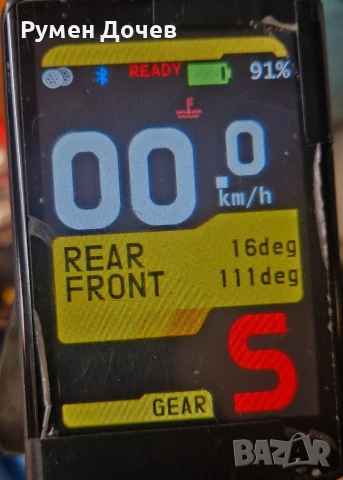 Румен Дочев
READY 91%
00.0
km/h
REAR 16deg
FRONT 111deg
S
GEAR
BAZAR